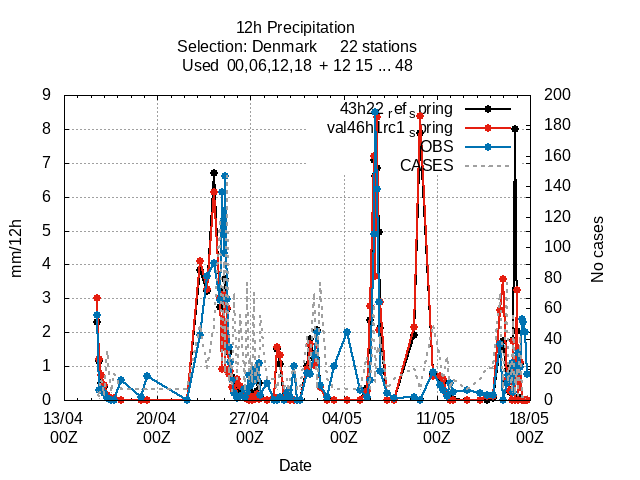 12h Precipitation
Selection: Denmark 22 stations
Used 00,06,12,18 + 12 15 ... 48
9 200
8 180
7 160
6 140
5 120
4 100
3 80
2 60
1 40
0 20
0
43h22_ref_spring
val46h1rc1_spring
OBS
CASES
mm/12h
No cases
13/04 20/04 27/04 04/05 11/05 18/05
00Z 00Z 00Z 00Z 00Z 00Z
Date